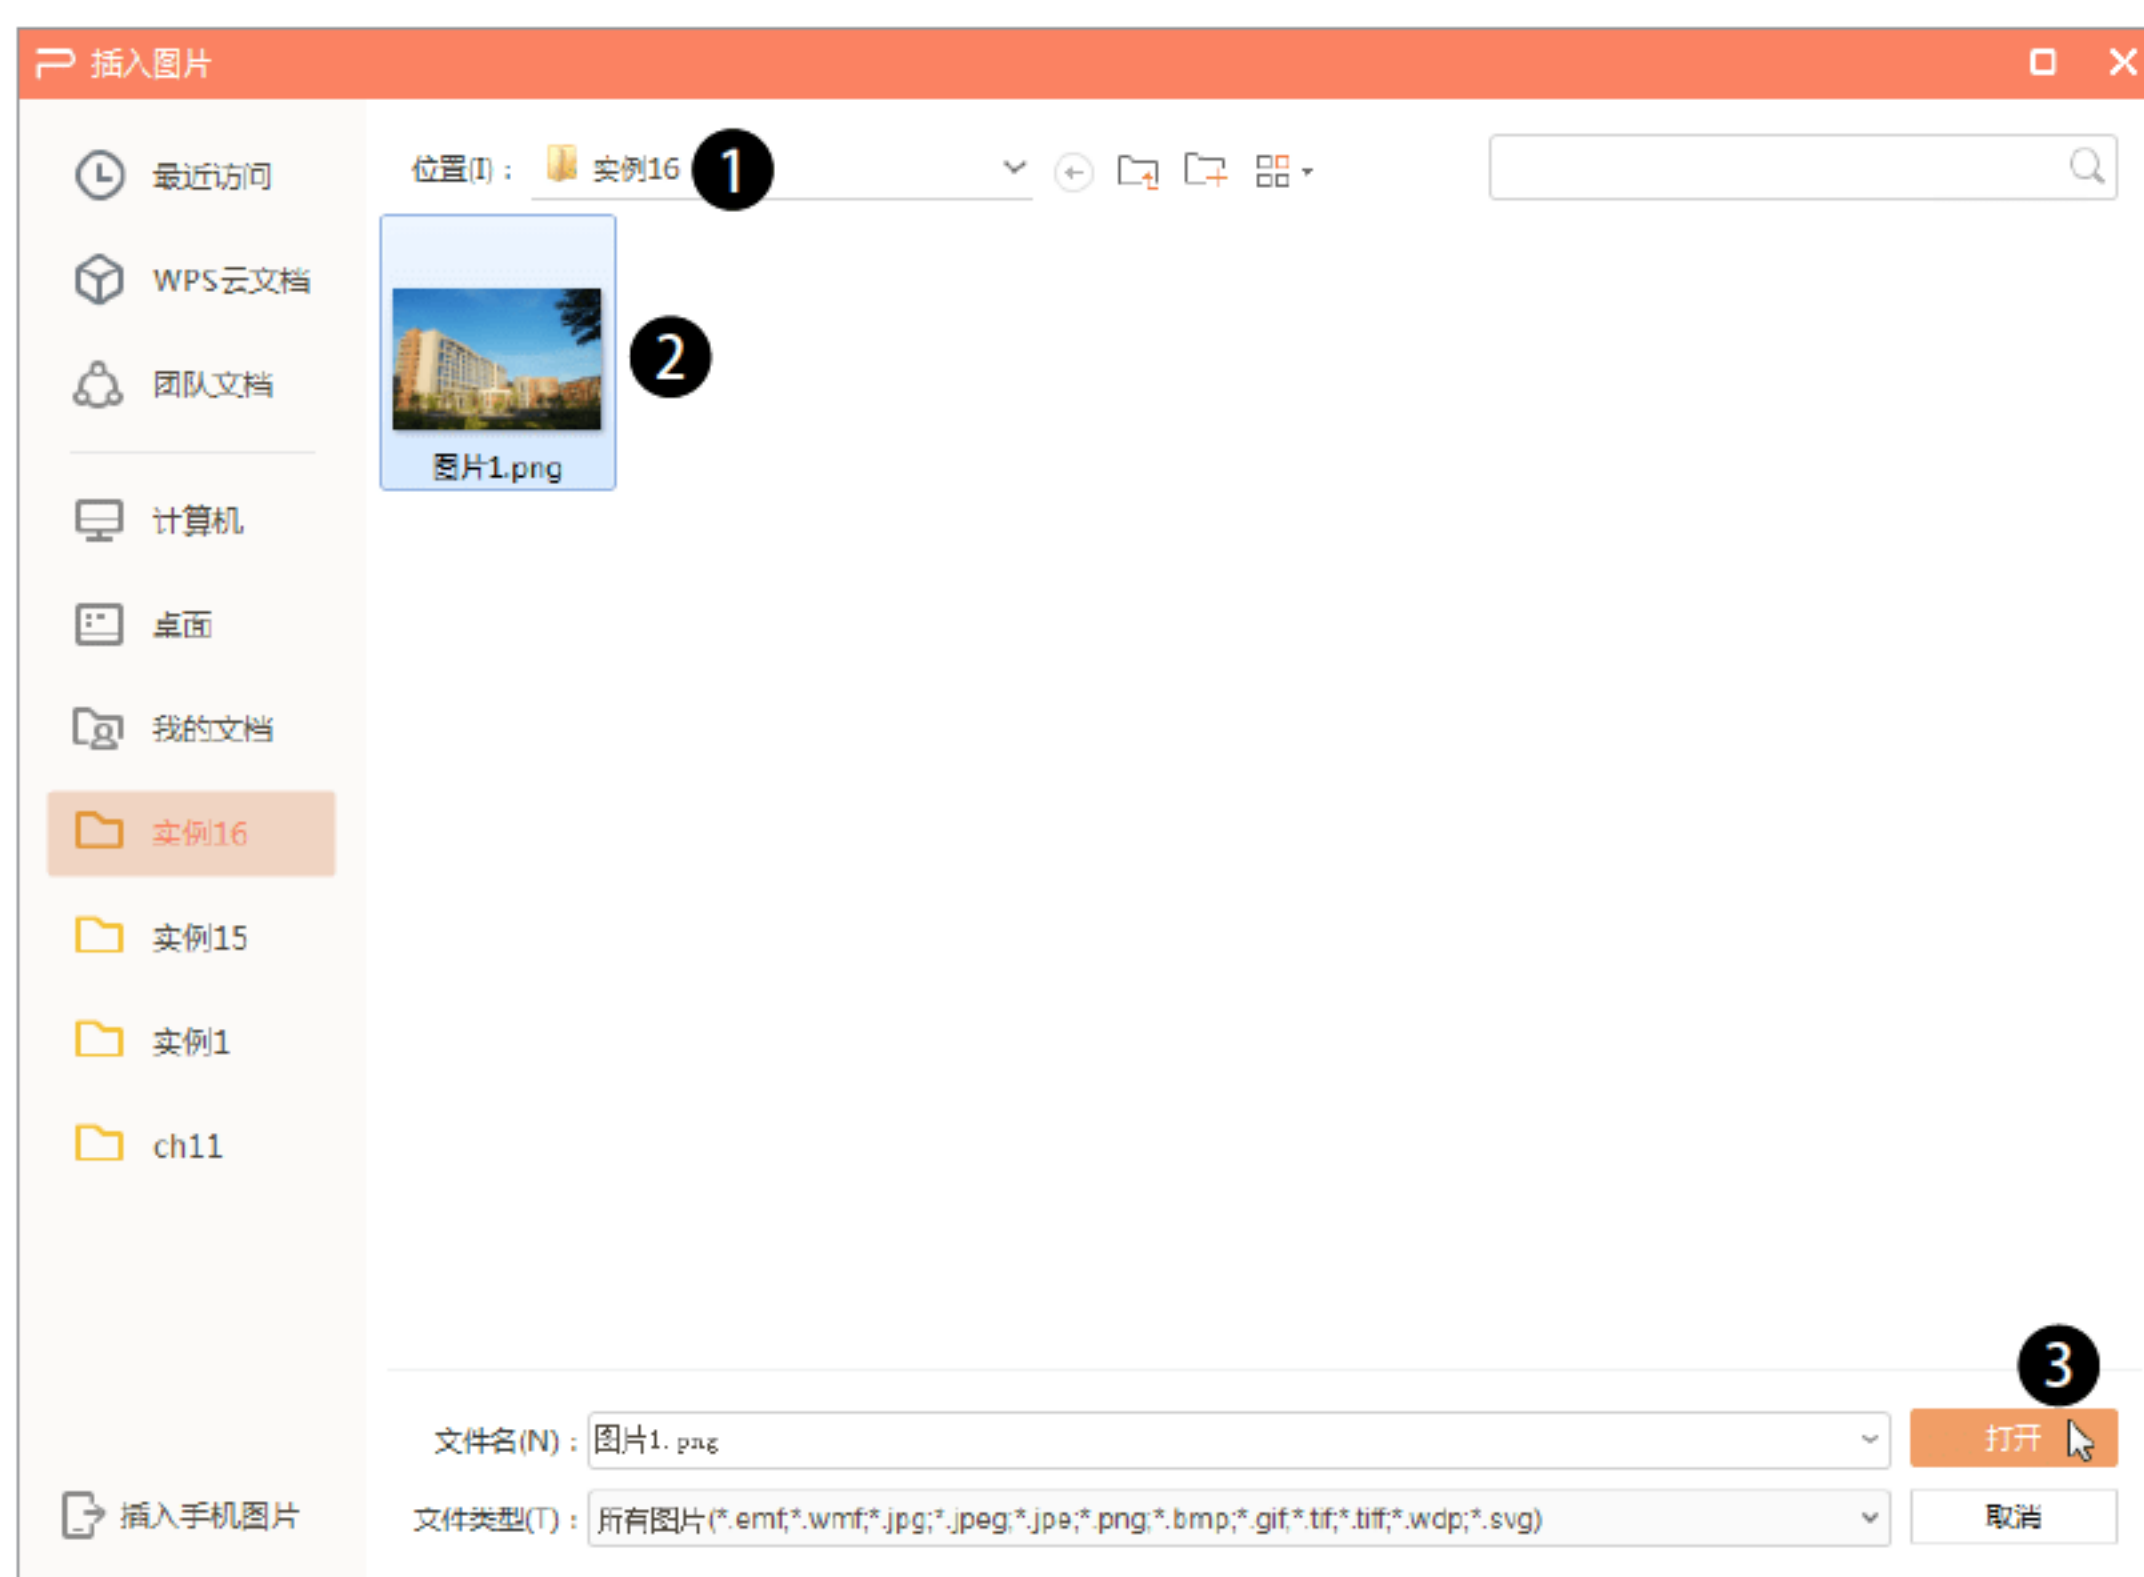 插入图片
最近访问
WPS云文档
团队文档
计算机
桌面
我的文档
实例16
实例15
实例1
ch11
插入手机图片
位置(I)： 实例16 1
2
图片1.png
3
文件名(N)： 图片1.png 打开
文件类型(T)： 所有图片(*.emf;*.wmf;*.jpg;*.jpeg;*.jpe;*.png;*.bmp;*.gif;*.tif;*.tiff;*.wdp;*.svg) 取消